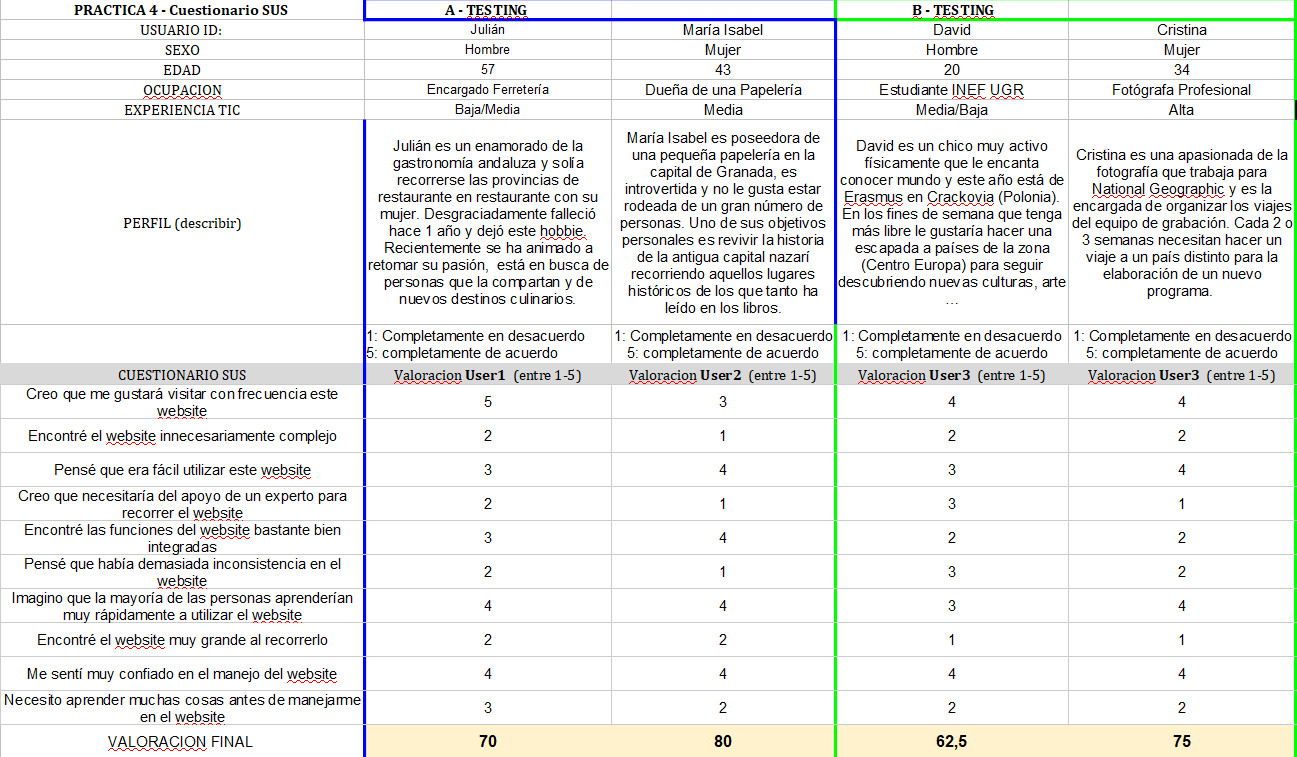 PRACTICA 4 - Cuestionario SUS A - TESTING B - TESTING
USUARIO ID: Julián María Isabel David Cristina
SEXO Hombre Mujer Hombre Mujer
EDAD 57 43 20 34
OCUPACION Encargado Ferretería Dueña de una Papelería Estudiante INEF UGR Fotógrafa Profesional
EXPERIENCIA TIC Baja/Media Media Media/Baja Alta
PERFIL (describir)
Julián es un enamorado de la
gastronomía andaluza y solía
recorrerse las provincias de
restaurante en restaurante con su
mujer. Desgraciadamente falleció
hace 1 año y dejó este hobbie.
Recientemente se ha animado a
retomar su pasión, está en busca de
personas que la compartan y de
nuevos destinos culinarios.
María Isabel es poseedora de
una pequeña papelería en la
capital de Granada, es
introvertida y no le gusta estar
rodeada de un gran número de
personas. Uno de sus objetivos
personales es revivir la historia
de la antigua capital nazarí
recorriendo aquellos lugares
históricos de los que tanto ha
leído en los libros.
David es un chico muy activo
físicamente que le encanta
conocer mundo y este año está de
Erasmus en Crackovia (Polonia).
En los fines de semana que tenga
más libre le gustaría hacer una
escapada a países de la zona
(Centro Europa) para seguir
descubriendo nuevas culturas, arte
…
Cristina es una apasionada de la
fotografía que trabaja para
National Geographic y es la
encargada de organizar los viajes
del equipo de grabación. Cada 2 o
3 semanas necesitan hacer un
viaje a un país distinto para la
elaboración de un nuevo
programa.
1: Completamente en desacuerdo 1: Completamente en desacuerdo 1: Completamente en desacuerdo 1: Completamente en desacuerdo
5: completamente de acuerdo 5: completamente de acuerdo 5: completamente de acuerdo 5: completamente de acuerdo
CUESTIONARIO SUS Valoracion User1 (entre 1-5) Valoracion User2 (entre 1-5) Valoracion User3 (entre 1-5) Valoracion User3 (entre 1-5)
Creo que me gustará visitar con frecuencia este
website 5 3 4 4
Encontré el website innecesariamente complejo 2 1 2 2
Pensé que era fácil utilizar este website 3 4 3 4
Creo que necesitaría del apoyo de un experto para
recorrer el website 2 1 3 1
Encontré las funciones del website bastante bien
integradas 3 4 2 2
Pensé que había demasiada inconsistencia en el
website 2 1 3 2
Imagino que la mayoría de las personas aprenderían
muy rápidamente a utilizar el website 4 4 3 4
Encontré el website muy grande al recorrerlo 2 2 1 1
Me sentí muy confiado en el manejo del website 4 4 4 4
Necesito aprender muchas cosas antes de manejarme
en el website 3 2 2 2
VALORACION FINAL 70 80 62,5 75